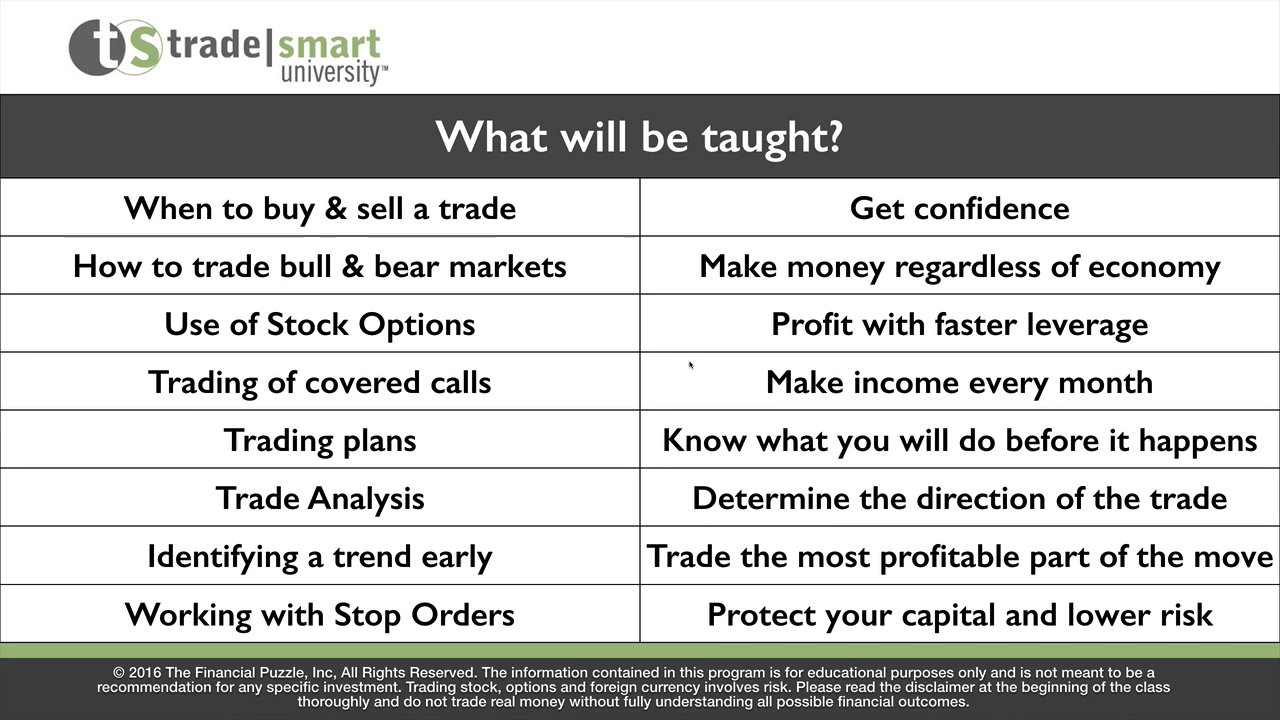 ts trade|smart
university™
What will be taught?
When to buy & sell a trade
Get confidence
How to trade bull & bear markets
Make money regardless of economy
Use of Stock Options
Profit with faster leverage
Trading of covered calls
Make income every month
Trading plans
Know what you will do before it happens
Trade Analysis
Determine the direction of the trade
Identifying a trend early
Trade the most profitable part of the move
Working with Stop Orders
Protect your capital and lower risk
© 2016 The Financial Puzzle, Inc, All Rights Reserved. The information contained in this program is for educational purposes only and is not meant to be a
recommendation for any specific investment. Trading stock, options and foreign currency involves risk. Please read the disclaimer at the beginning of the class
thoroughly and do not trade real money without fully understanding all possible financial outcomes.